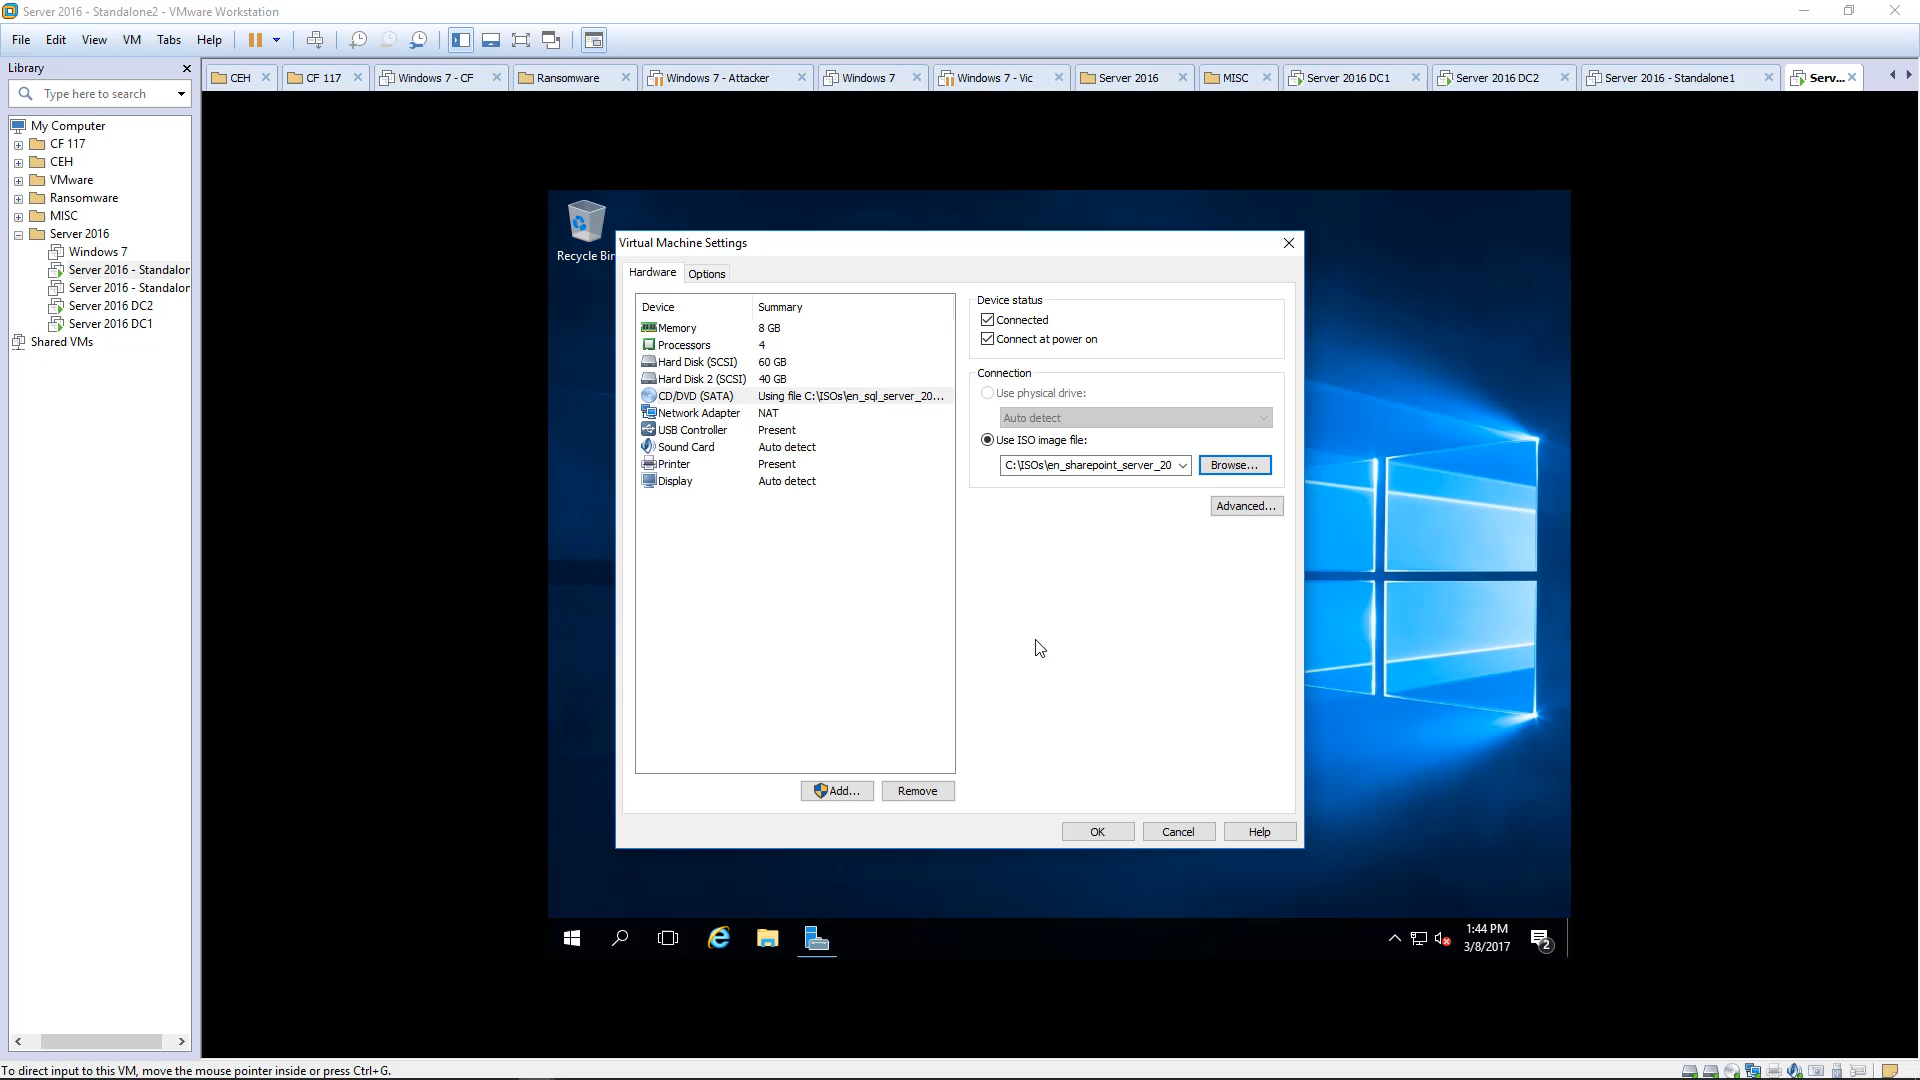 Server 2016 - Standalone2 - VMware Workstation
File Edit View VM Tabs Help
Library
Type here to search
CEH
CF 117
Windows 7 - CF
Ransomware
Windows 7 - Attacker
Windows 7
Windows 7 - Vic
Server 2016
MISC
Server 2016 DC1
Server 2016 DC2
Server 2016 - Standalone1
Serv...
My Computer
CF 117
CEH
VMware
Ransomware
MISC
Server 2016
Windows 7
Server 2016 - Standalor
Server 2016 - Standalor
Server 2016 DC2
Server 2016 DC1
Shared VMs
Recycle Bin
Virtual Machine Settings
Hardware Options
Device Summary
Memory 8 GB
Processors 4
Hard Disk (SCSI) 60 GB
Hard Disk 2 (SCSI) 40 GB
CD/DVD (SATA) Using file C:\ISOs\en_sql_server_20...
Network Adapter NAT
USB Controller Present
Sound Card Auto detect
Printer Present
Display Auto detect
Add... Remove
Device status
Connected
Connect at power on
Connection
Use physical drive:
Auto detect
Use ISO image file:
C:\ISOs\en_sharepoint_server_20 Browse...
Advanced...
OK Cancel Help
1:44 PM
3/8/2017
2
To direct input to this VM, move the mouse pointer inside or press Ctrl+G.